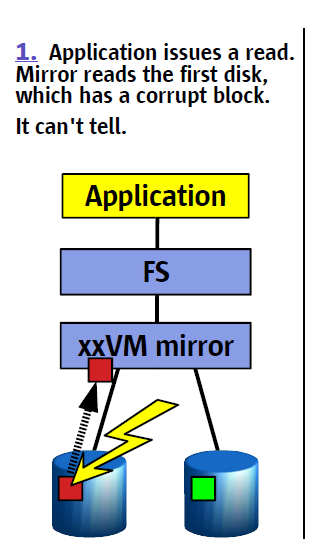 1. Application issues a read.
Mirror reads the first disk,
which has a corrupt block.
It can't tell.
Application
FS
xxVM mirror